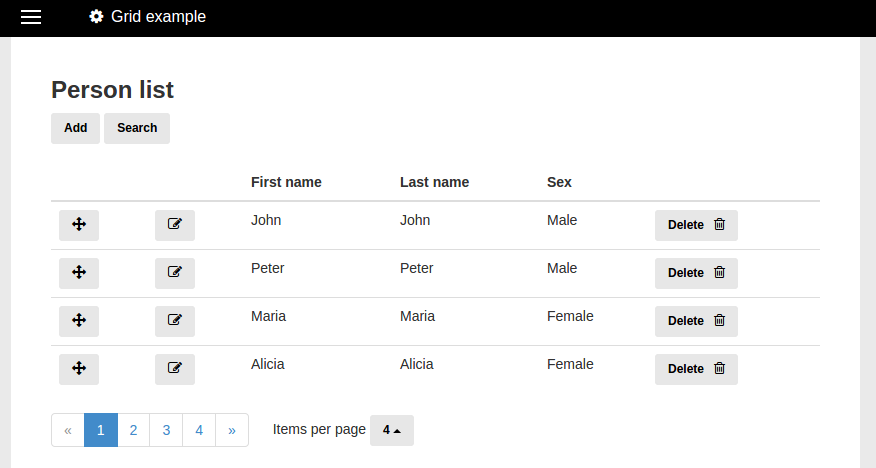 Grid example
Person list
Add Search
First name Last name Sex
John John Male Delete
Peter Peter Male Delete
Maria Maria Female Delete
Alicia Alicia Female Delete
« 1 2 3 4 » Items per page 4